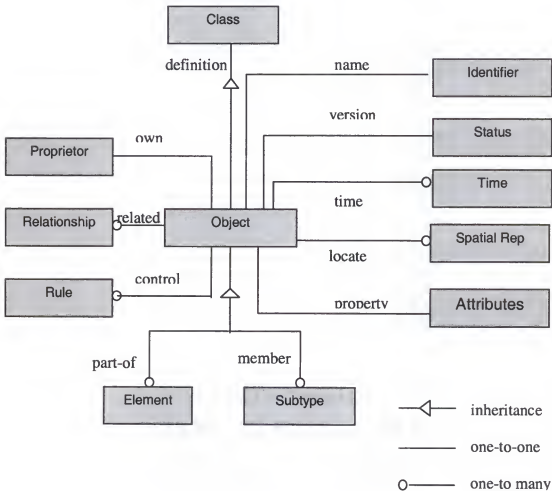 Class
definition
name
Identifier
version
Status
own
Proprietor
Time
time
Relationship
related
Object
Spatial Rep
locate
control
Rule
property
Attributes
part-of
member
Element
Subtype
inheritance
one-to-one
one-to many